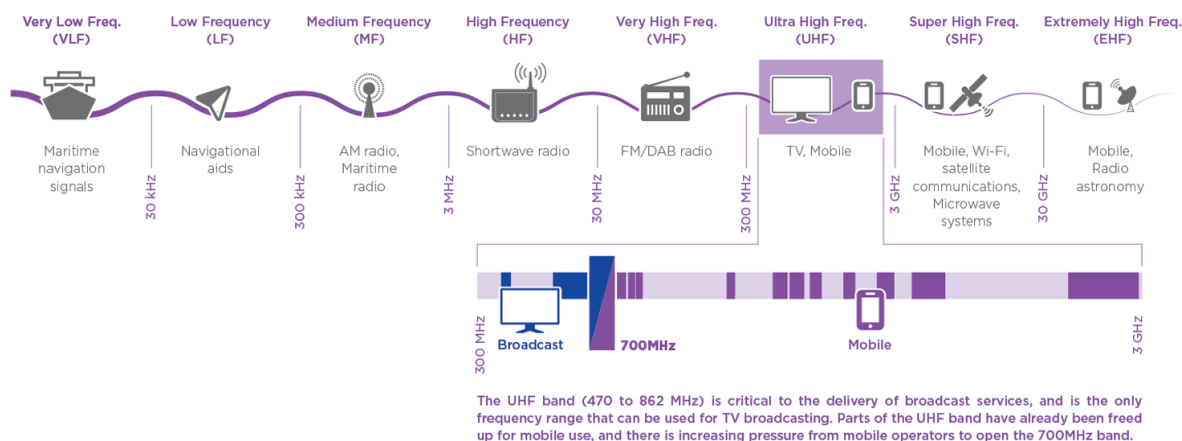 Very Low Freq.
(VLF)
Low Frequency
(LF)
Medium Frequency
(MF)
High Frequency
(HF)
Very High Freq.
(VHF)
Ultra High Freq.
(UHF)
Super High Freq.
(SHF)
Extremely High Freq.
(EHF)
Maritime
navigation
signals
Navigational
aids
AM radio,
Maritime
radio
Shortwave radio
FM/DAB radio
TV, Mobile
Mobile, Wi-Fi,
satellite
communications,
Microwave
systems
Mobile,
Radio
astronomy
30 kHz
300 kHz
3 MHz
30 MHz
300 MHz
3 GHz
30 GHz
300 MHz
Broadcast
700MHz
Mobile
3 GHz
The UHF band (470 to 862 MHz) is critical to the delivery of broadcast services, and is the only
frequency range that can be used for TV broadcasting. Parts of the UHF band have already been freed
up for mobile use, and there is increasing pressure from mobile operators to open the 700MHz band.